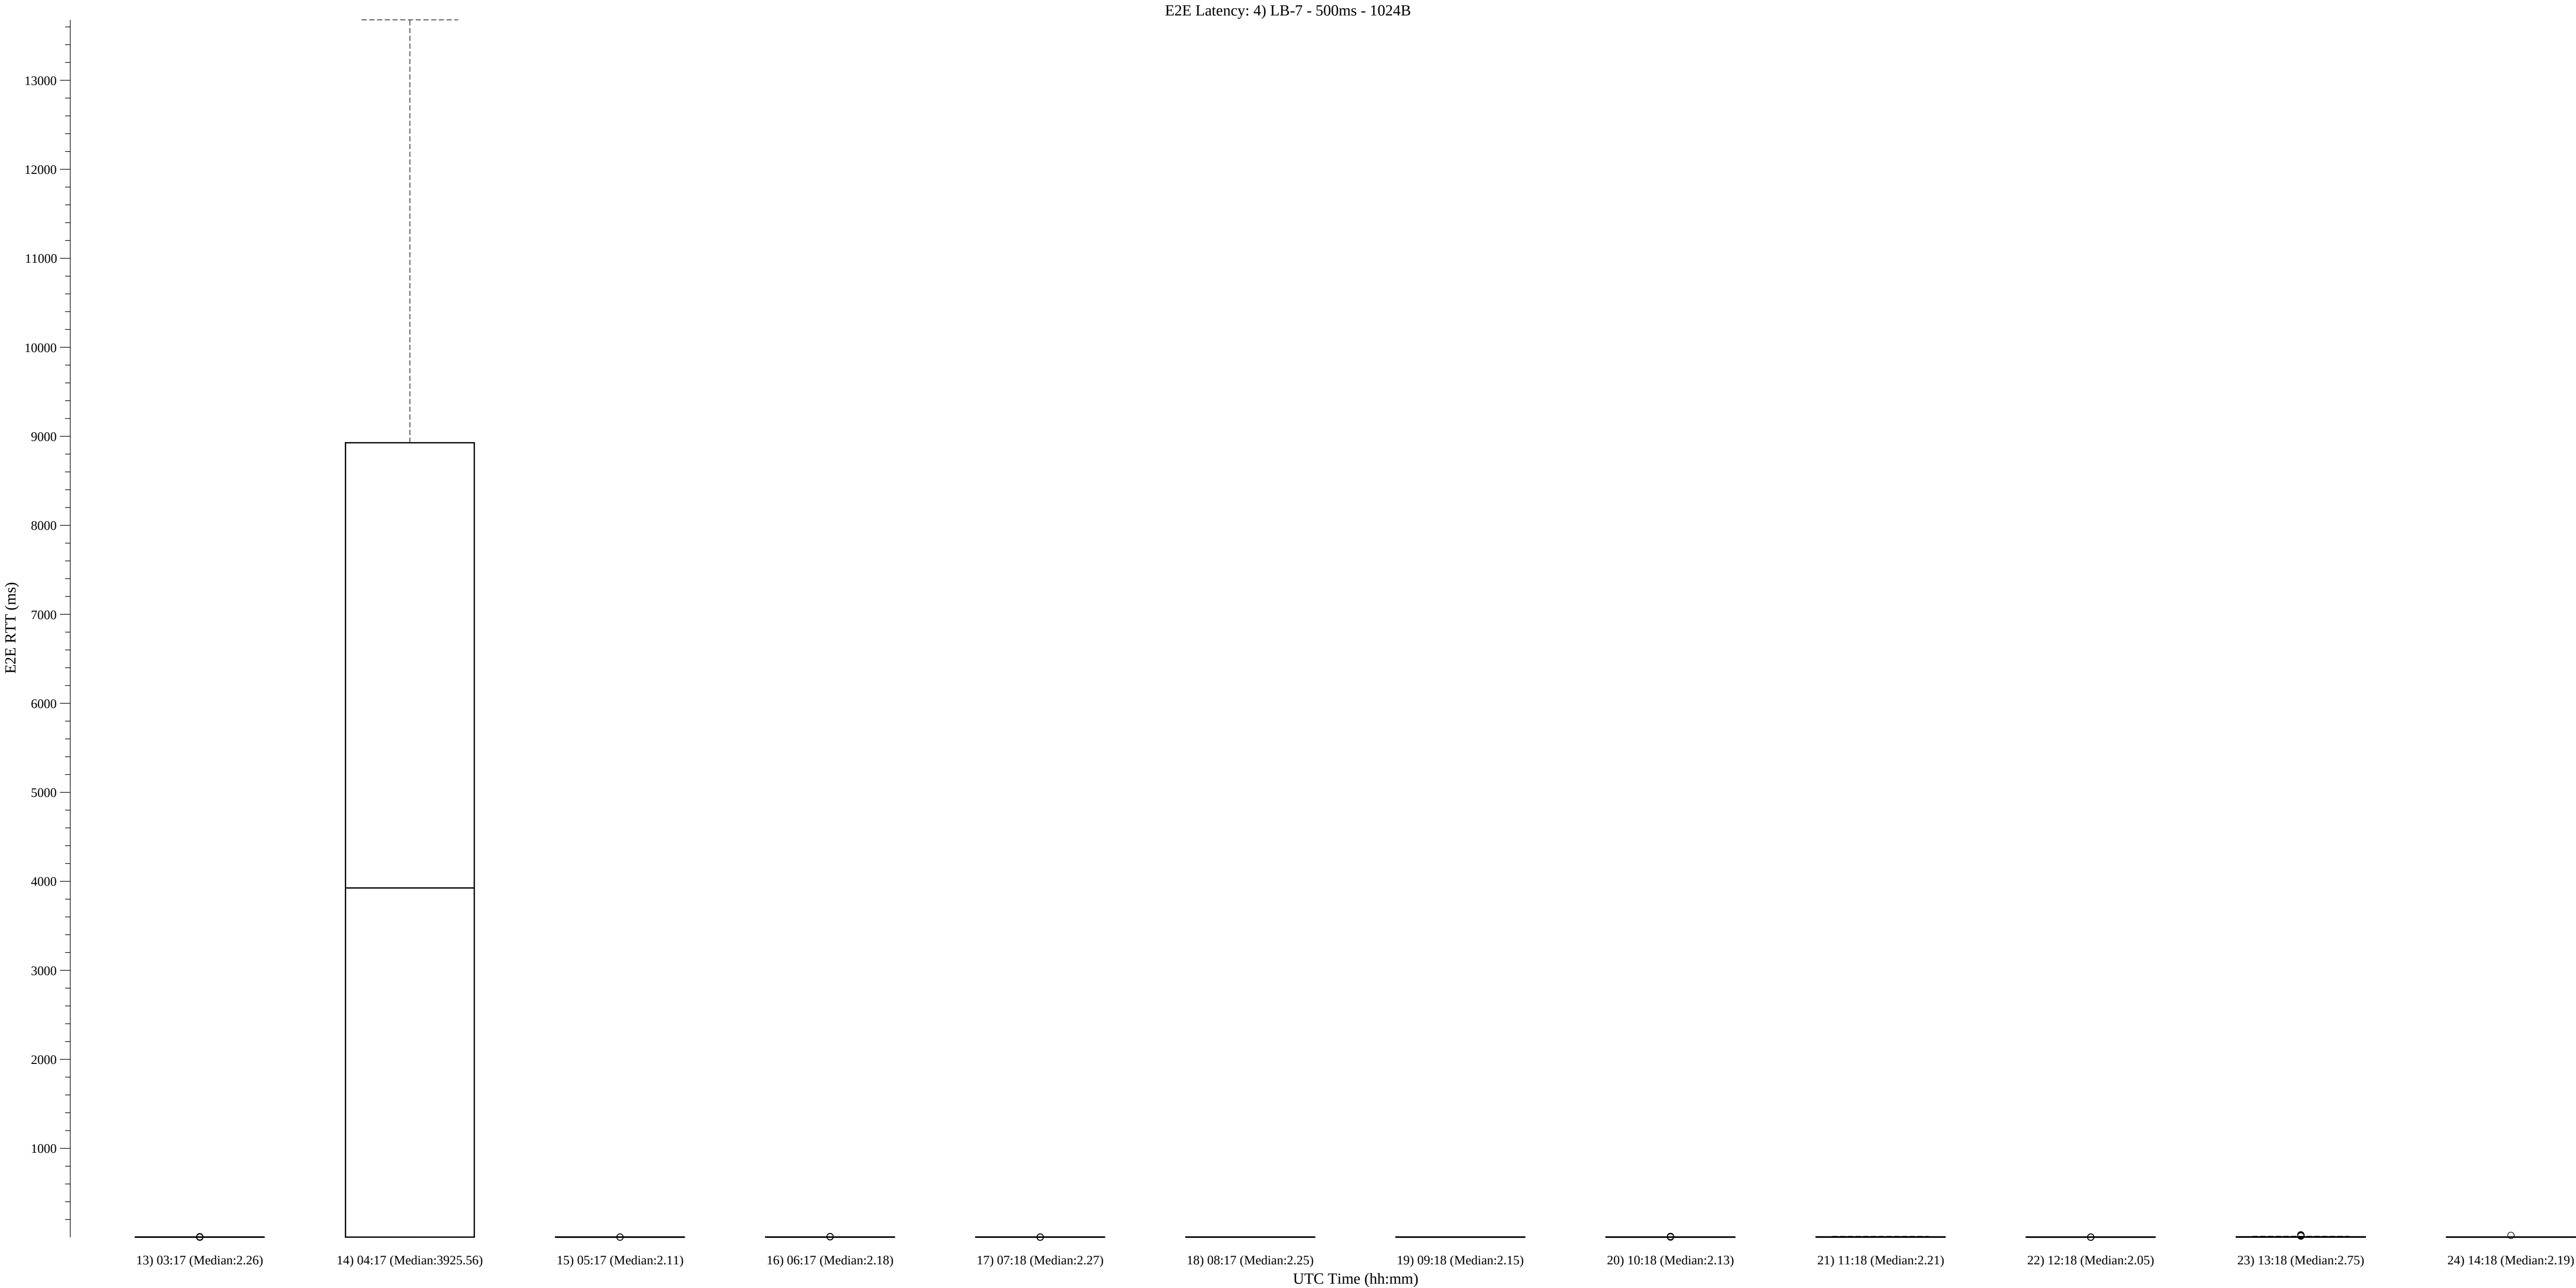 E2E Latency: 4) LB-7 - 500ms - 1024B
13000
12000
11000
10000
9000
8000
7000
6000
5000
4000
3000
2000
1000
E2E RTT (ms)
13) 03:17 (Median:2.26)
14) 04:17 (Median:3925.56)
15) 05:17 (Median:2.11)
16) 06:17 (Median:2.18)
17) 07:18 (Median:2.27)
18) 08:17 (Median:2.25)
19) 09:18 (Median:2.15)
20) 10:18 (Median:2.13)
21) 11:18 (Median:2.21)
22) 12:18 (Median:2.05)
23) 13:18 (Median:2.75)
24) 14:18 (Median:2.19)
UTC Time (hh:mm)